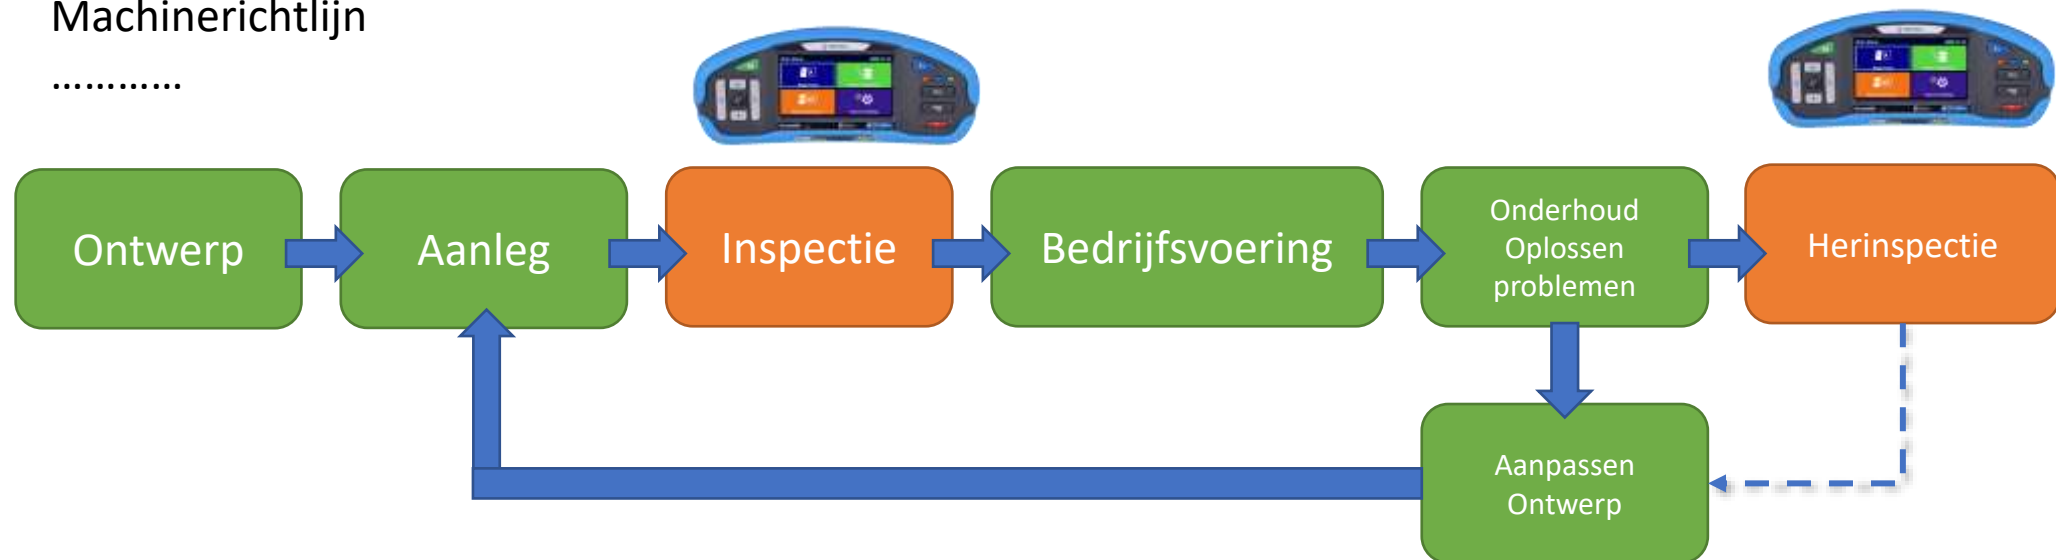 Machinerichtlijn
…………
Ontwerp
Aanleg
Inspectie
Bedrijfsvoering
Onderhoud
Oplossen
problemen
Herinspectie
Aanpassen
Ontwerp